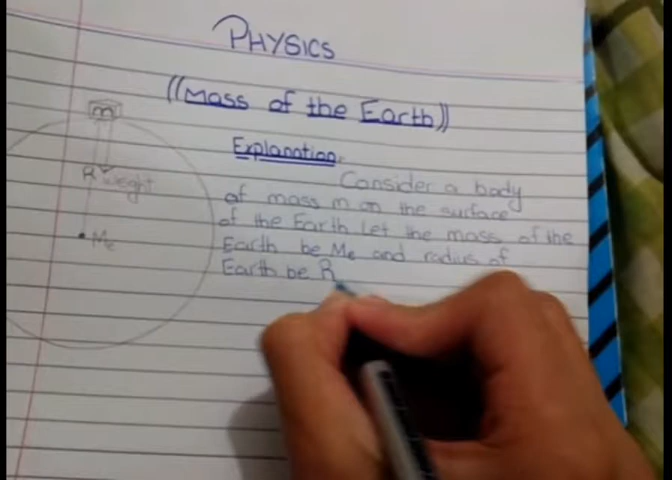 PHYSICS
((Mass of the Earth))
Explanation.
Consider a body
of mass m on the surface
of the Earth Let the mass of the
Earth be Me and radius of
Earth be R
m
R Weight
Me